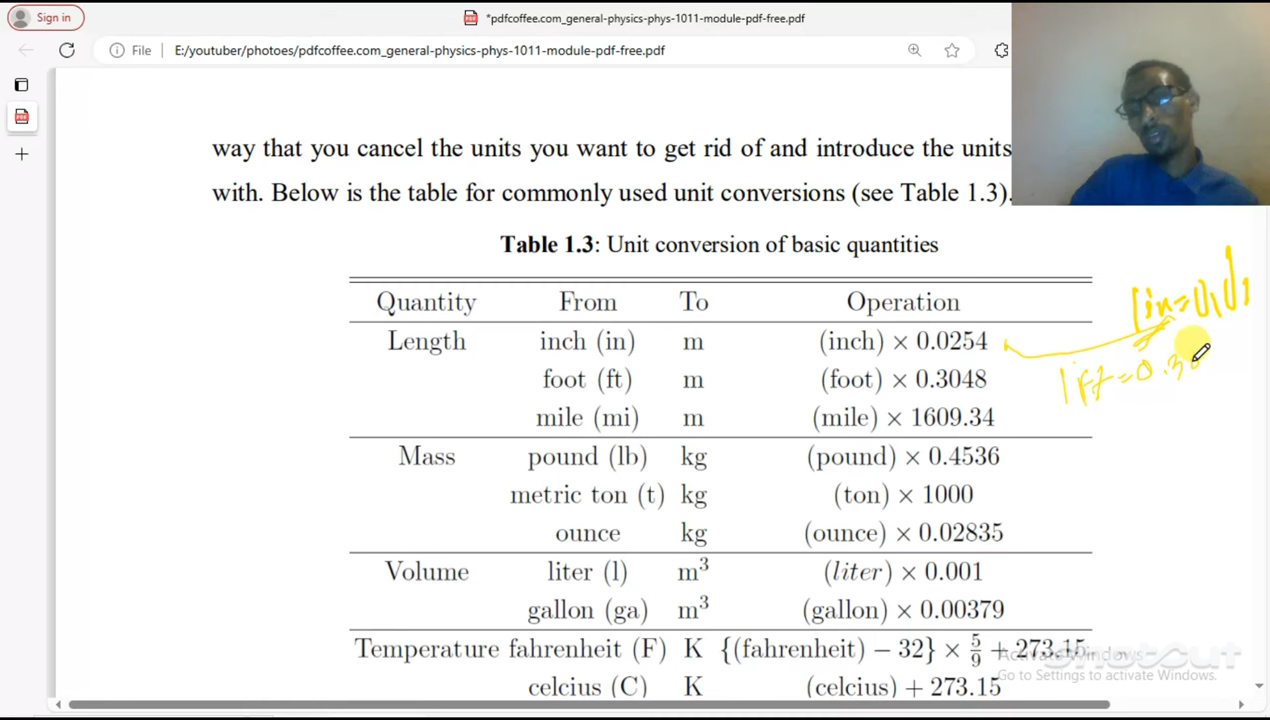 Sign in
*pdfcoffee.com_general-physics-phys-1011-module-pdf-free.pdf
File | E:/youtuber/photoes/pdfcoffee.com_general-physics-phys-1011-module-pdf-free.pdf
way that you cancel the units you want to get rid of and introduce the units
with. Below is the table for commonly used unit conversions (see Table 1.3).
Table 1.3: Unit conversion of basic quantities
Quantity From To Operation
Length inch (in) m (inch) × 0.0254
foot (ft) m (foot) × 0.3048
mile (mi) m (mile) × 1609.34
Mass pound (lb) kg (pound) × 0.4536
metric ton (t) kg (ton) × 1000
ounce kg (ounce) × 0.02835
Volume liter (l) m³ (liter) × 0.001
gallon (ga) m³ (gallon) × 0.00379
Temperature fahrenheit (F) K {(fahrenheit) − 32} × 5/9 + 273.15
celcius (C) K (celcius) + 273.15
1in=
1Ft=0.3
Activate Windows
Go to Settings to activate Windows.